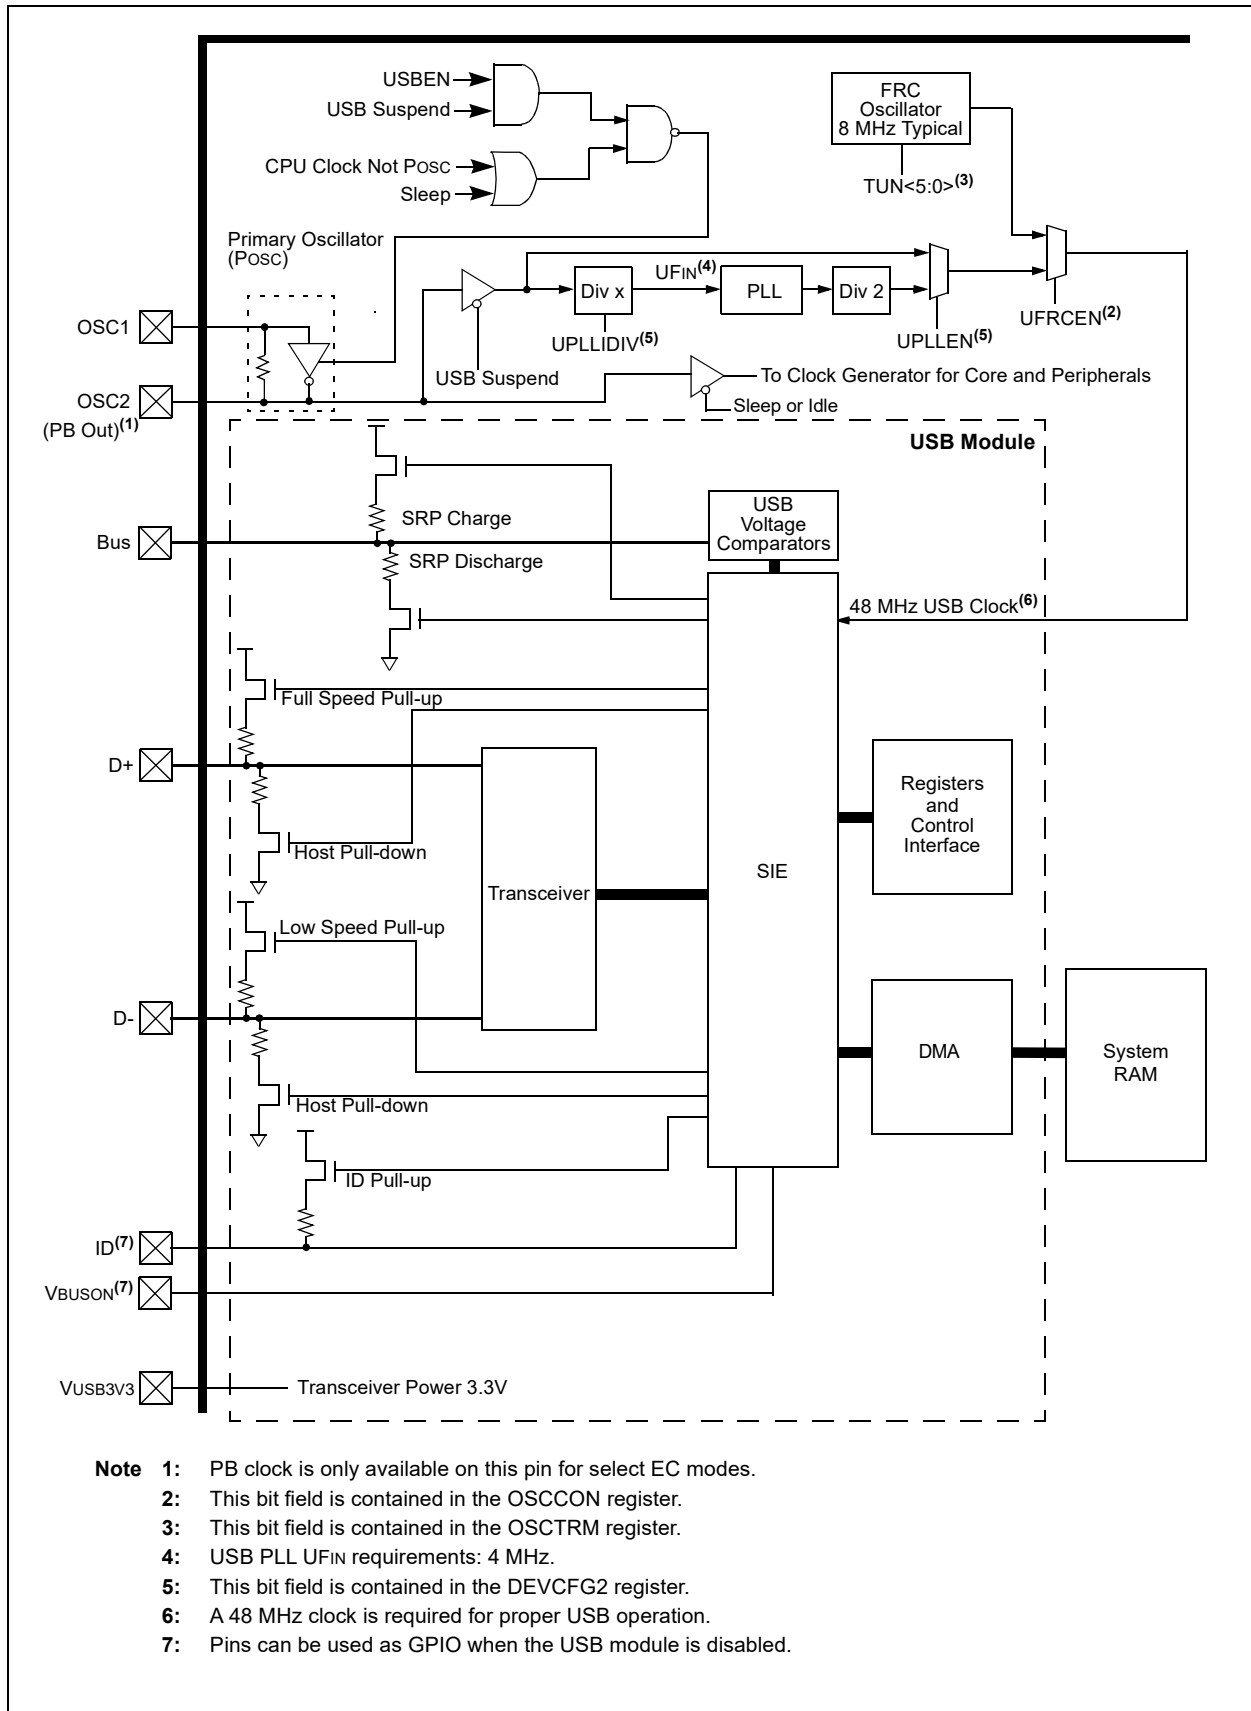 USBEN
USB Suspend
CPU Clock Not POSC
Sleep
FRC
Oscillator
8 MHz Typical
TUN<5:0>(3)
Primary Oscillator
(POSC)
UFIN(4)
Div x
PLL
Div 2
UFRCEN(2)
OSC1
UPLLIDIV(5)
UPLLEN(5)
USB Suspend
To Clock Generator for Core and Peripherals
OSC2
(PB Out)(1)
Sleep or Idle
USB Module
USB
Voltage
Comparators
SRP Charge
Bus
SRP Discharge
48 MHz USB Clock(6)
Full Speed Pull-up
D+
Registers
and
Control
Interface
Host Pull-down
SIE
Transceiver
Low Speed Pull-up
D-
DMA
System
RAM
Host Pull-down
ID Pull-up
ID(7)
VBUSON(7)
VUSB3V3
Transceiver Power 3.3V
Note 1: PB clock is only available on this pin for select EC modes.
2: This bit field is contained in the OSCCON register.
3: This bit field is contained in the OSCTRM register.
4: USB PLL UFIN requirements: 4 MHz.
5: This bit field is contained in the DEVCFG2 register.
6: A 48 MHz clock is required for proper USB operation.
7: Pins can be used as GPIO when the USB module is disabled.